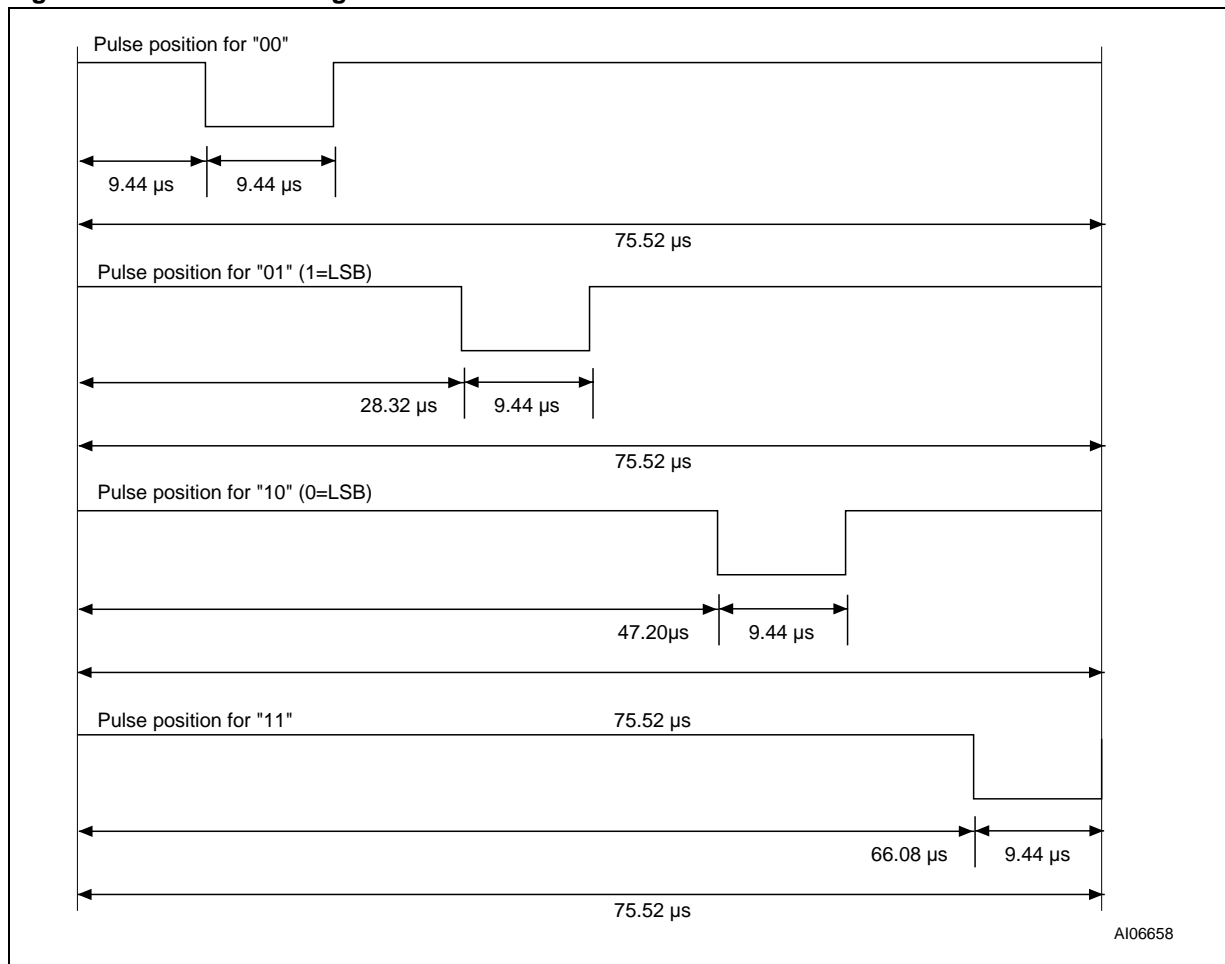 Pulse position for "00"
9.44 µs 9.44 µs
75.52 µs
Pulse position for "01" (1=LSB)
28.32 µs 9.44 µs
75.52 µs
Pulse position for "10" (0=LSB)
47.20µs 9.44 µs
Pulse position for "11" 75.52 µs
66.08 µs 9.44 µs
75.52 µs
AI06658